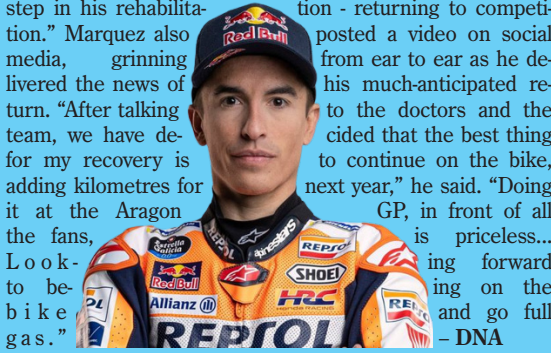 step in his rehabilita- tion - returning to competi-
tion.” Marquez also posted a video on social
media, grinning from ear to ear as he de-
livered the news of his much-anticipated re-
turn. “After talking to the doctors and the
team, we have de- cided that the best thing
for my recovery is to continue on the bike,
adding kilometres for next year,” he said. “Doing
it at the Aragon GP, in front of all
the fans, is priceless...
Look- ing forward
to be- ing on the
bike and go full
gas.” – DNA
Red Bull
REPSOL
alpinestars
Estrella
Galicia
REPSOL
Red Bull
SHOEI
Allianz
HRC
OL
REPS
REPSOL